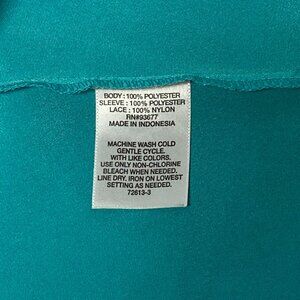 BODY : 100% POLYESTER
SLEEVE : 100% POLYESTER
LACE : 100% NYLON
RN#93677
MADE IN INDONESIA
MACHINE WASH COLD
GENTLE CYCLE.
WITH LIKE COLORS.
USE ONLY NON-CHLORINE
BLEACH WHEN NEEDED.
LINE DRY. IRON ON LOWEST
SETTING AS NEEDED.
72613-3